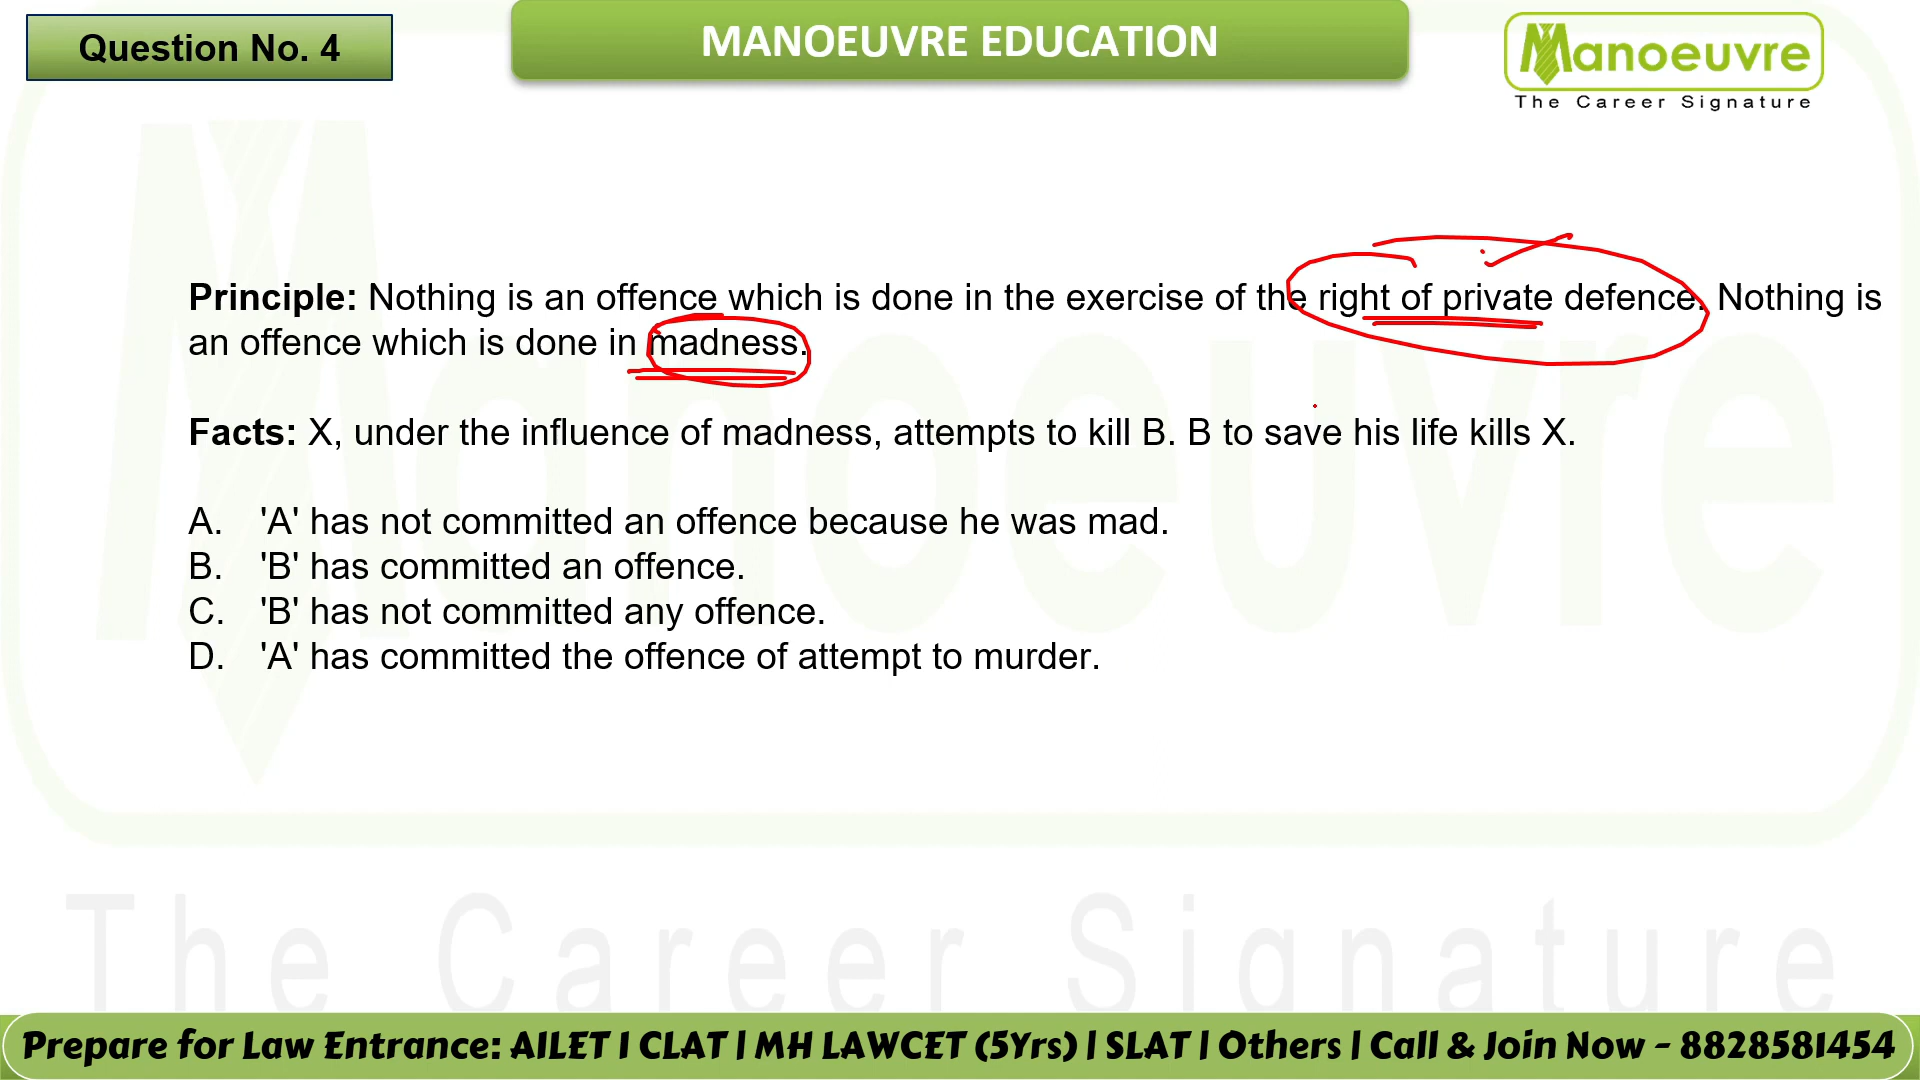 Question No. 4
MANOEUVRE EDUCATION
Manoeuvre
The Career Signature
Principle: Nothing is an offence which is done in the exercise of the right of private defence. Nothing is
an offence which is done in madness.
Facts: X, under the influence of madness, attempts to kill B. B to save his life kills X.
A. 'A' has not committed an offence because he was mad.
B. 'B' has committed an offence.
C. 'B' has not committed any offence.
D. 'A' has committed the offence of attempt to murder.
Manoeuvre
The Career Signature
Prepare for Law Entrance: AILET I CLAT | MH LAWCET (5Yrs) | SLAT | Others | Call & Join Now - 8828581454